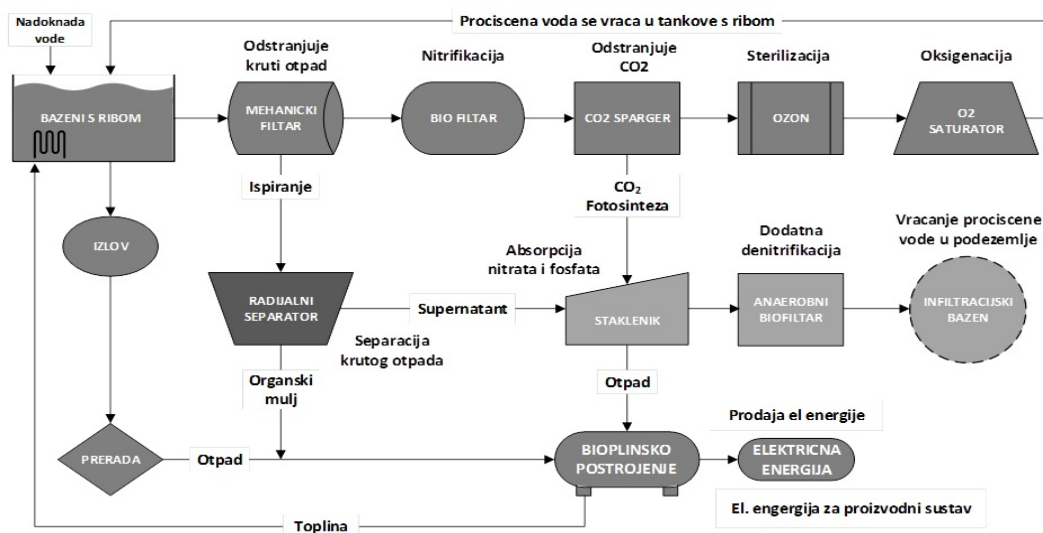 Nadoknada
vode
Prociscena voda se vraca u tankove s ribom
Odstranjuje
kruti otpad
Nitrifikacija
Odstranjuje
CO2
Sterilizacija
Oksigenacija
BAZENI S RIBOM
MEHANICKI
FILTAR
BIO FILTAR
CO2 SPARGER
OZON
O2
SATURATOR
Ispiranje
CO₂
Fotosinteza
IZLOV
Absorpcija
nitrata i fosfata
Dodatna
denitrifikacija
Vracanje prociscene
vode u podezemlje
RADIJALNI
SEPARATOR
Supernatant
STAKLENIK
ANAEROBNI
BIOFILTAR
INFILTRACIJSKI
BAZEN
Separacija
krutog otpada
Organski
mulj
Otpad
Prodaja el energije
PRERADA
Otpad
BIOPLINSKO
POSTROJENJE
ELEKTRICNA
ENERGIJA
El. engergija za proizvodni sustav
Toplina